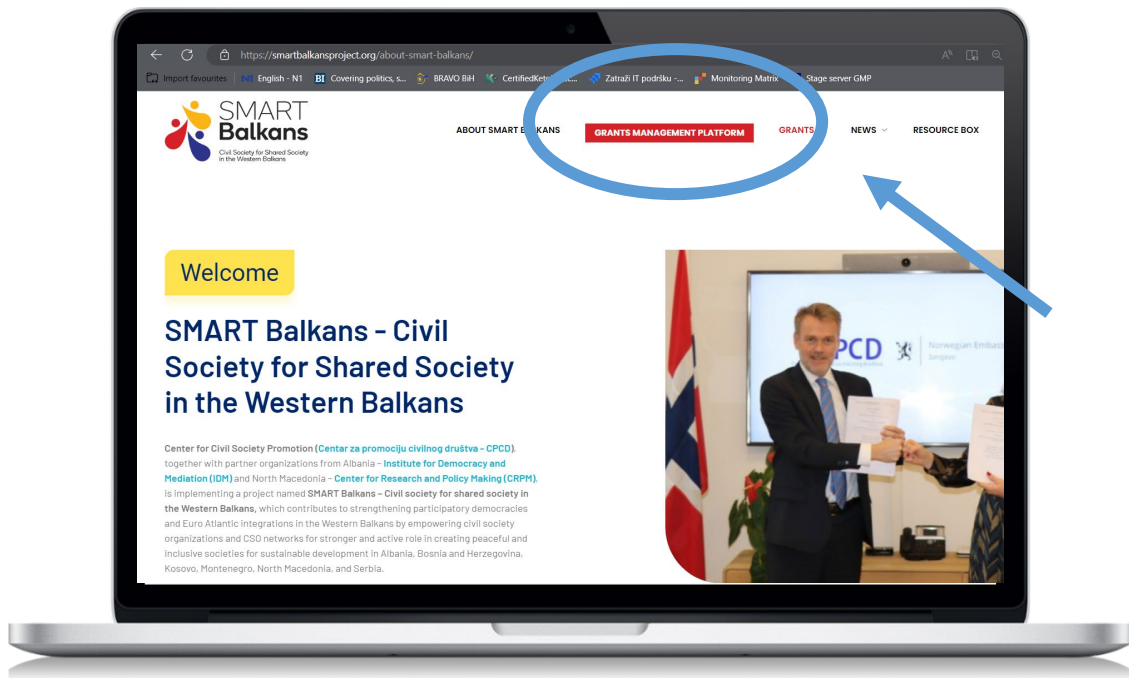 https://smartbalkansproject.org/about-smart-balkans/
Import favourites English - N1 BI Covering politics, s... BRAVO BiH Zatraži IT podršku -... Monitoring Matrix Stage server GMP
SMART
Balkans
Civil Society for Shared Society
in the Western Balkans
ABOUT SMART BALKANS GRANTS MANAGEMENT PLATFORM GRANTS NEWS RESOURCE BOX
Welcome
SMART Balkans - Civil
Society for Shared Society
in the Western Balkans
Center for Civil Society Promotion (Centar za promociju civilnog društva – CPCD),
together with partner organizations from Albania – Institute for Democracy and
Mediation (IDM) and North Macedonia – Center for Research and Policy Making (CRPM),
is implementing a project named SMART Balkans – Civil society for shared society in
the Western Balkans, which contributes to strengthening participatory democracies
and Euro Atlantic integrations in the Western Balkans by empowering civil society
organizations and CSO networks for stronger and active role in creating peaceful and
inclusive societies for sustainable development in Albania, Bosnia and Herzegovina,
Kosovo, Montenegro, North Macedonia, and Serbia.
PCD Norwegian Embass
Sarajevo